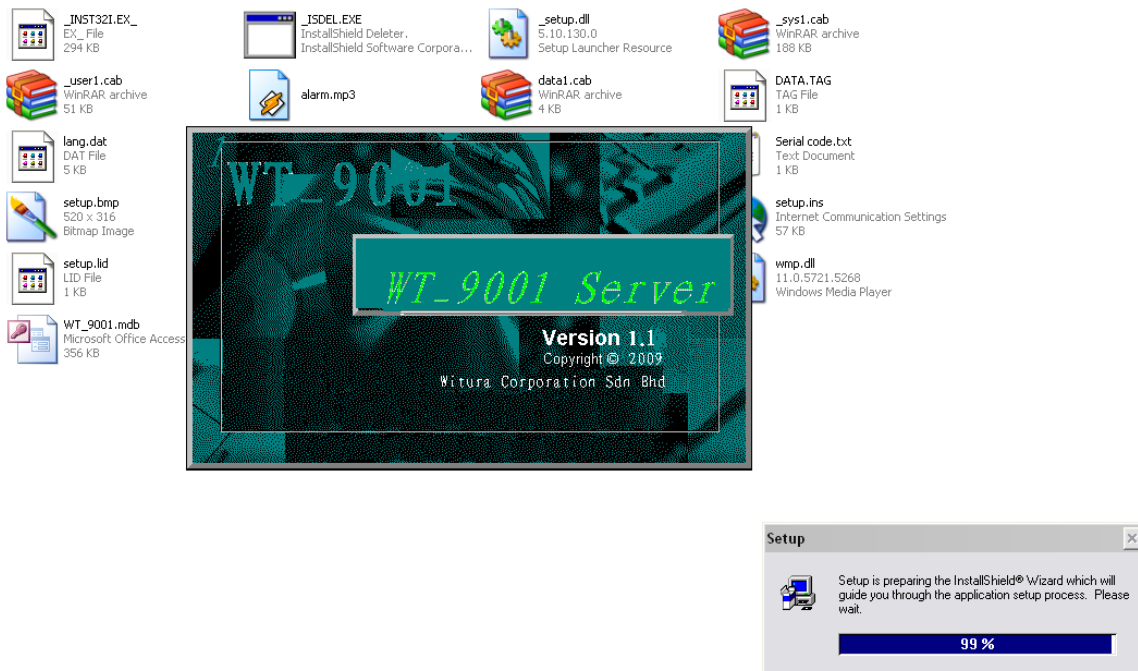 _INST32I.EX_
EX_ File
294 KB
_ISDEL.EXE
InstallShield Deleter.
InstallShield Software Corpora...
_setup.dll
5.10.130.0
Setup Launcher Resource
_sys1.cab
WinRAR archive
188 KB
_user1.cab
WinRAR archive
51 KB
alarm.mp3
data1.cab
WinRAR archive
4 KB
DATA.TAG
TAG File
1 KB
lang.dat
DAT File
5 KB
Serial code.txt
Text Document
1 KB
setup.bmp
520 x 316
Bitmap Image
setup.ins
Internet Communication Settings
57 KB
setup.lid
LID File
1 KB
wmp.dll
11.0.5721.5268
Windows Media Player
WT_9001.mdb
Microsoft Office Access
356 KB
WT_9001
WT_9001 Server
Version 1.1
Copyright © 2009
Witura Corporation Sdn Bhd
Setup
Setup is preparing the InstallShield® Wizard which will
guide you through the application setup process. Please
wait.
99 %